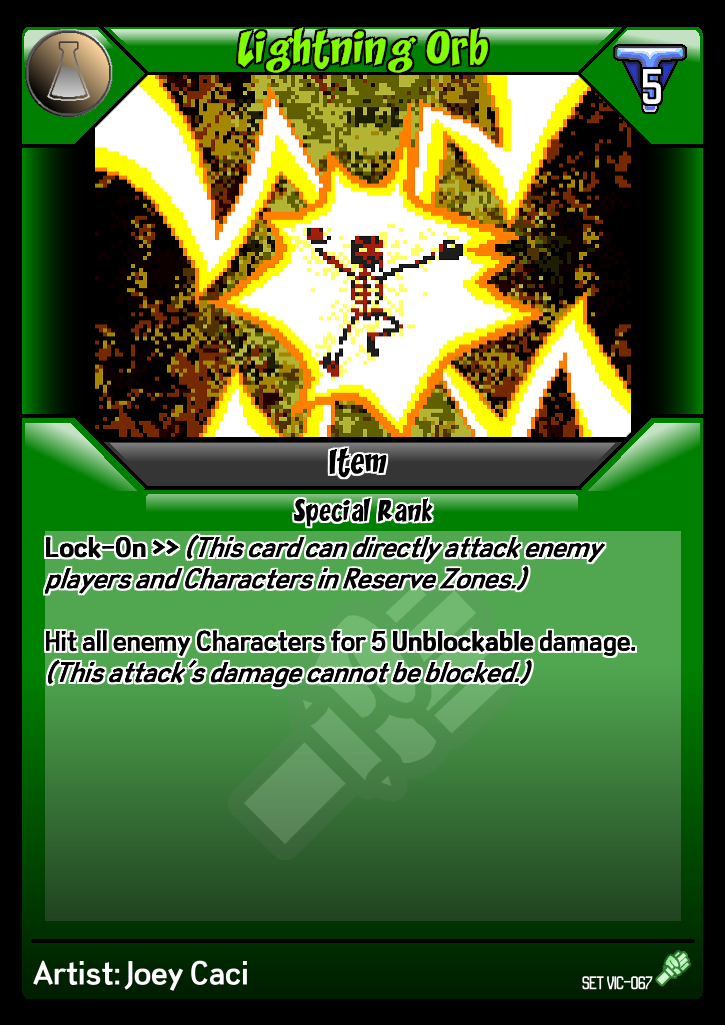 Lightning Orb
5
Item
Special Rank
Lock-On >> (This card can directly attack enemy
players and Characters in Reserve Zones.)
Hit all enemy Characters for 5 Unblockable damage.
(This attack's damage cannot be blocked.)
Artist: Joey Caci
SET VIC-067